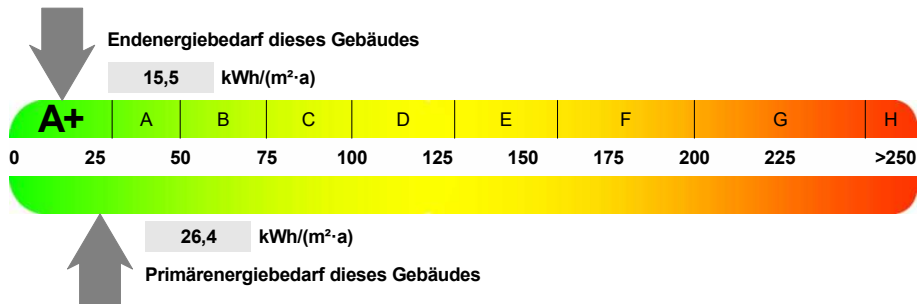 Endenergiebedarf dieses Gebäudes
15,5 kWh/(m²·a)
A+ A B C D E F G H
0 25 50 75 100 125 150 175 200 225 >250
26,4 kWh/(m²·a)
Primärenergiebedarf dieses Gebäudes